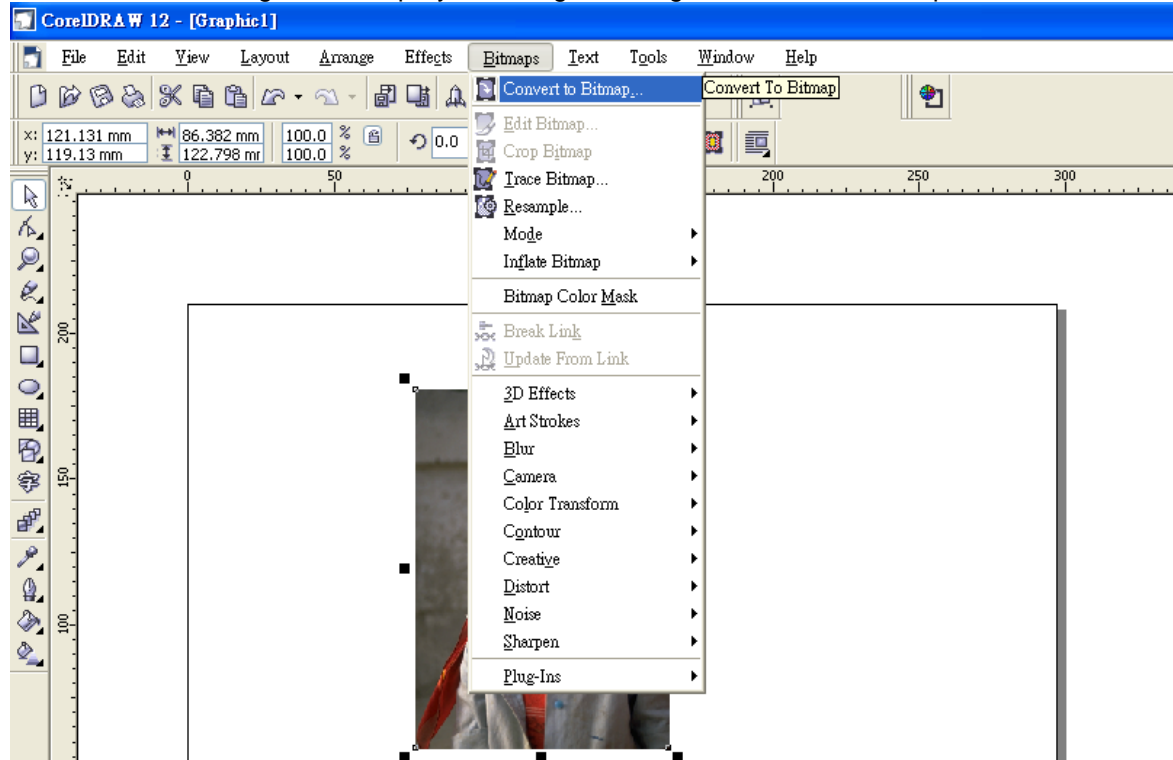 CorelDRAW 12 - [Graphic1]
File Edit View Layout Arrange Effects Bitmaps Text Tools Window Help
Convert to Bitmap...
Convert To Bitmap
x: 121.131 mm 86.382 mm 100.0 % 0.0
y: 119.13 mm 122.798 mr 100.0 %
Edit Bitmap...
Crop Bitmap
Trace Bitmap...
Resample...
Mode
Inflate Bitmap
Bitmap Color Mask
Break Link
Update From Link
3D Effects
Art Strokes
Blur
Camera
Color Transform
Contour
Creative
Distort
Noise
Sharpen
Plug-Ins
0 50 200 250 300
200
150
100
字